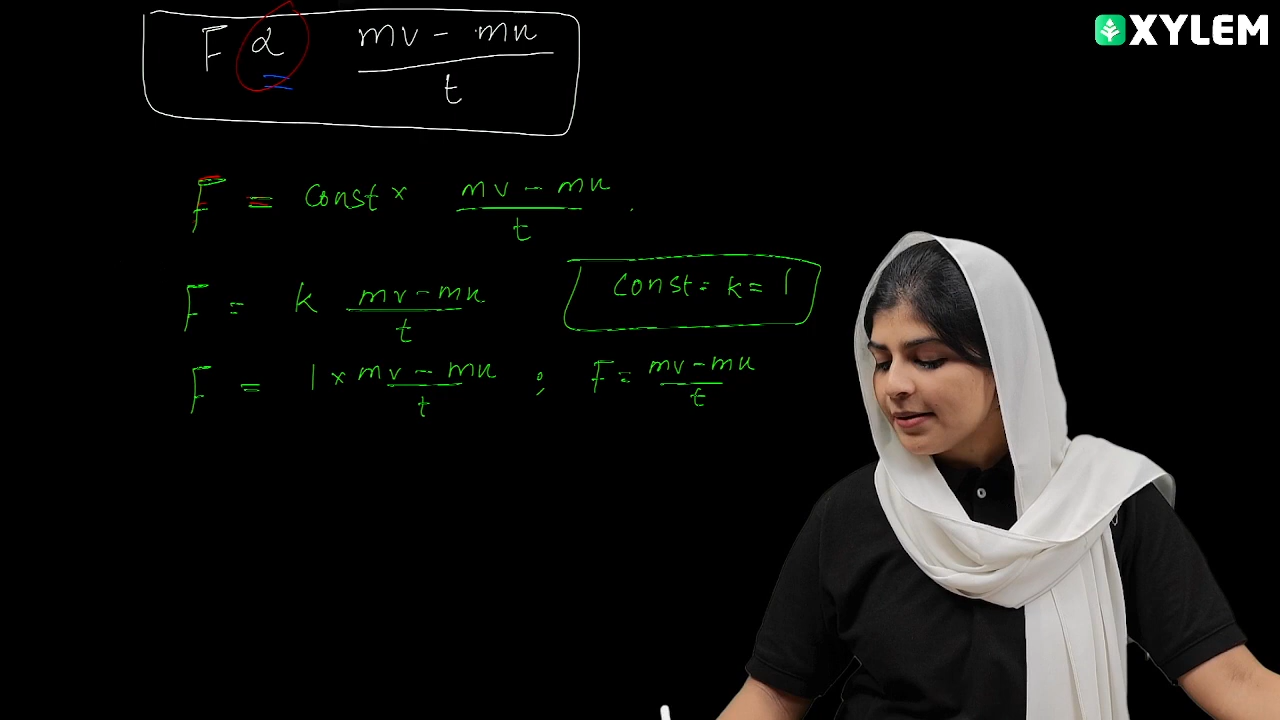 XYLEM
F α mv - mu / t
F = const × mv - mu / t .
F = k mv - mu / t
const = k = 1
F = 1 × mv - mu / t ; F = mv - mu / t